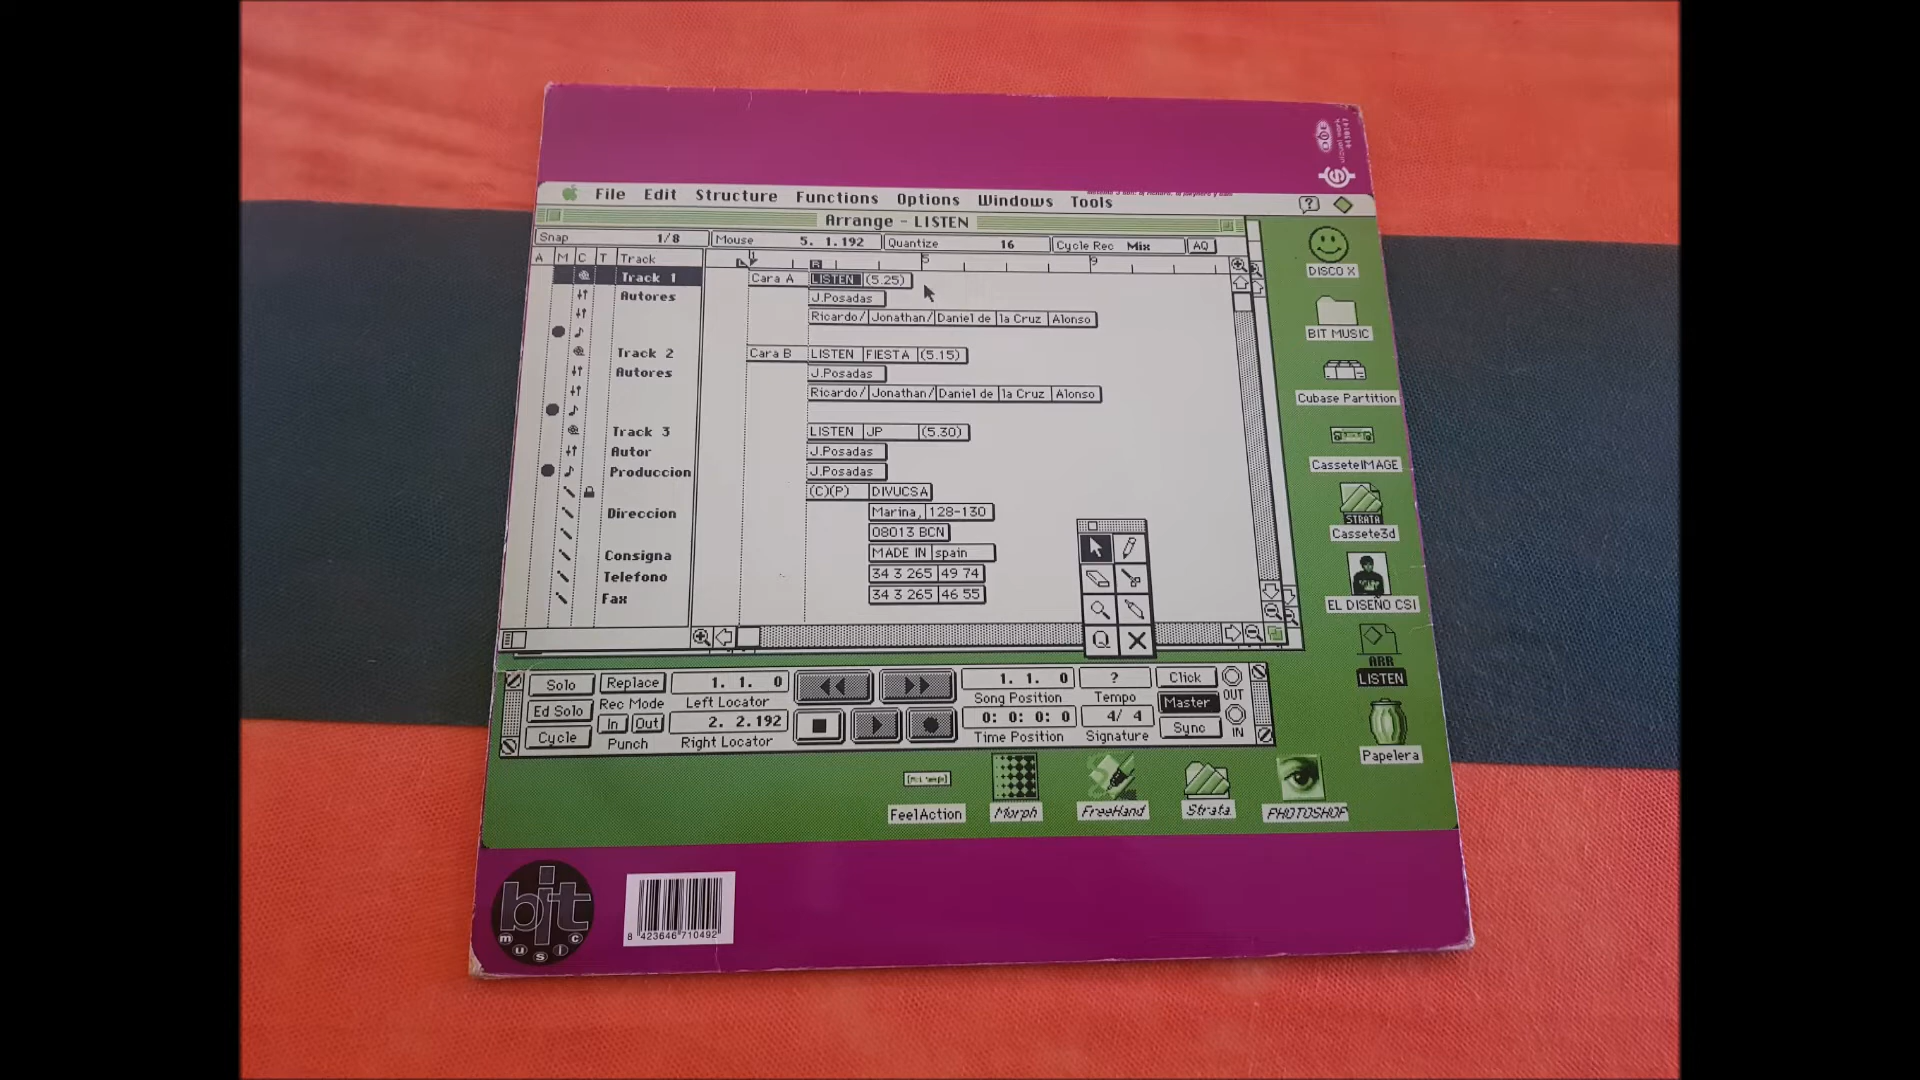 unusual work
4430147
File Edit Structure Functions Options Windows Tools
Arrange - LISTEN
Snap 1/8 Mouse 5. 1.192 Quantize 16 Cycle Rec Mix AQ
A M C T Track
5 9
Track 1 Cara A LISTEN (5.25)
Autores J.Posadas
Ricardo/ Jonathan/ Daniel de la Cruz Alonso
Track 2 Cara B LISTEN FIESTA (5.15)
Autores J.Posadas
Ricardo/ Jonathan/ Daniel de la Cruz Alonso
Track 3 LISTEN JP (5.30)
Autor J.Posadas
Produccion J.Posadas
(C)(P) DIVUCSA
Direccion Marina, 128-130
08013 BCN
Consigna MADE IN spain
Telefono 34 3 265 49 74
Fax 34 3 265 46 55
Q
DISCO X
BIT MUSIC
Cubase Partition
CasseteIMAGE
STRATA
Cassete3d
EL DISEÑO CSI
ARR
LISTEN
Papelera
Solo Replace 1. 1. 0 1. 1. 0 ? Click
Rec Mode Left Locator Song Position Tempo OUT
Ed Solo In Out 2. 2.192 0: 0: 0: 0 4/ 4 Master
Cycle Punch Right Locator Time Position Signature Sync IN
FeelAction Morph FreeHand Strata PHOTOSHOP
bit
music
8 423646 710492